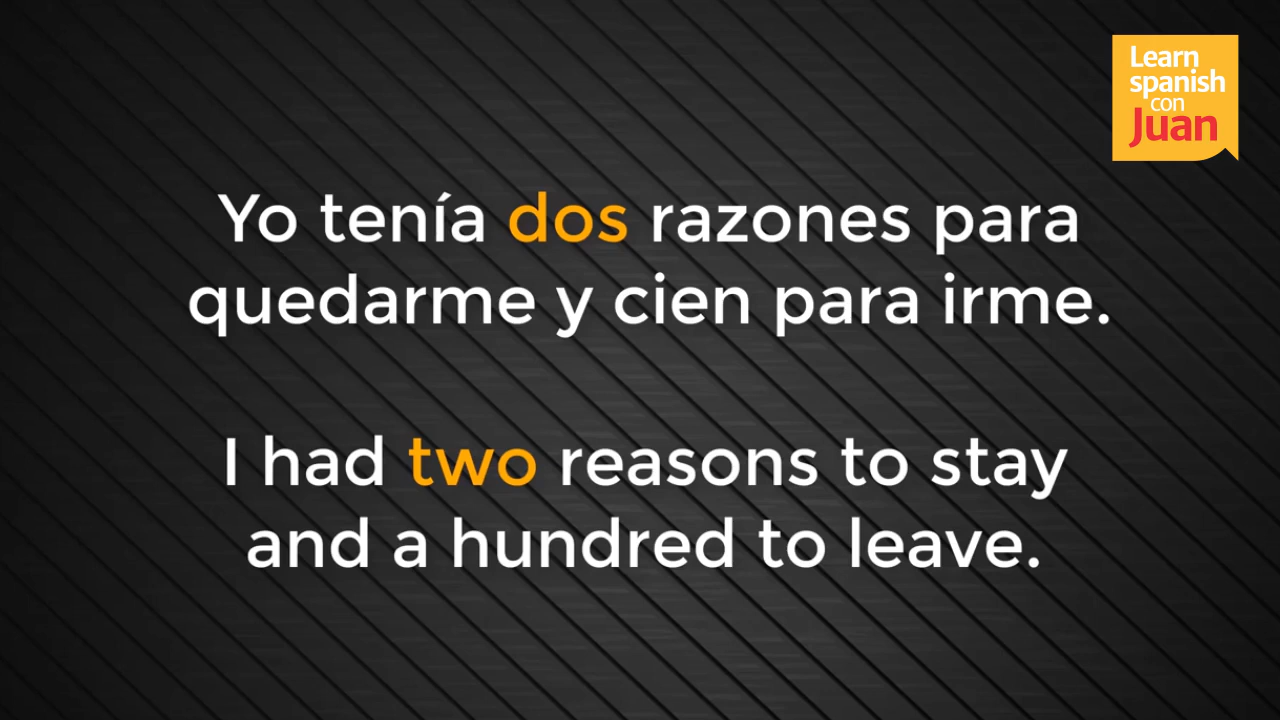 Learn
spanish
con
Juan
Yo tenía dos razones para
quedarme y cien para irme.
I had two reasons to stay
and a hundred to leave.